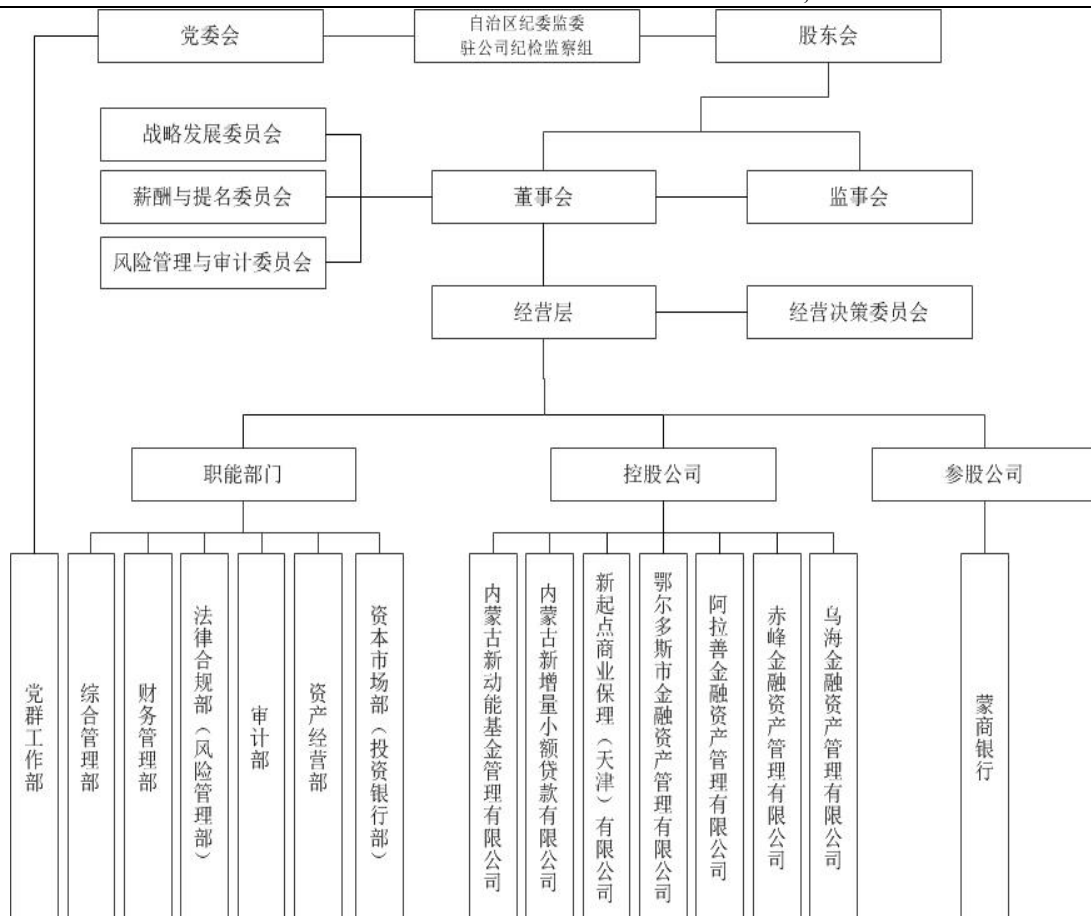 党委会
自治区纪委监委
驻公司纪检监察组
股东会
战略发展委员会
薪酬与提名委员会
董事会
监事会
风险管理与审计委员会
经营层
经营决策委员会
职能部门
控股公司
参股公司
党群工作部
综合管理部
财务管理部
法律合规部（风险管理部）
审计部
资产经营部
资本市场部（投资银行部）
内蒙古新动能基金管理有限公司
内蒙古新增量小额贷款有限公司
新起点商业保理（天津）有限公司
鄂尔多斯市金融资产管理有限公司
阿拉善金融资产管理有限公司
赤峰金融资产管理有限公司
乌海金融资产管理有限公司
蒙商银行